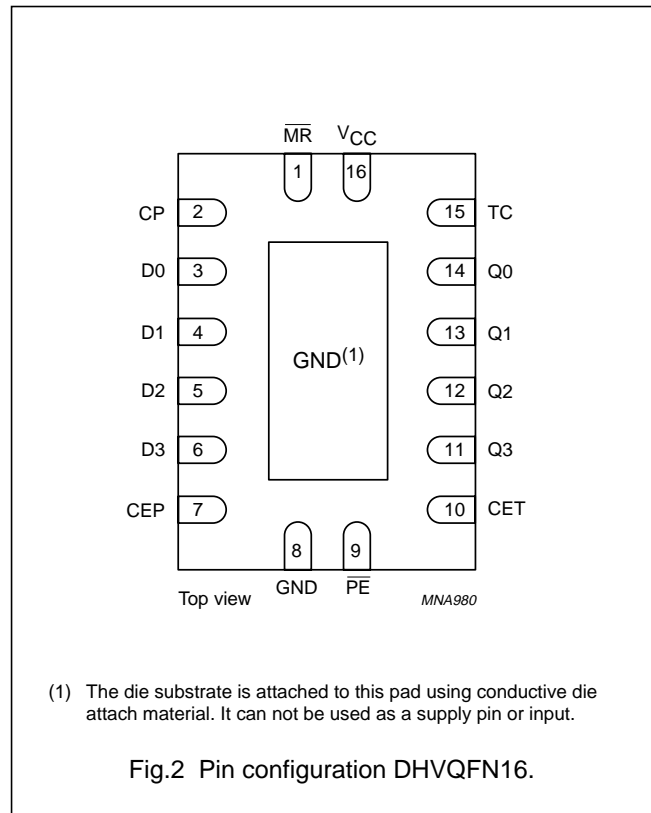 M̅R̅ VCC
1 16
CP 2 15 TC
D0 3 14 Q0
D1 4 13 Q1
GND(1)
D2 5 12 Q2
D3 6 11 Q3
CEP 7 10 CET
8 9
Top view GND P̅E̅ MNA980
(1) The die substrate is attached to this pad using conductive die
attach material. It can not be used as a supply pin or input.
Fig.2 Pin configuration DHVQFN16.